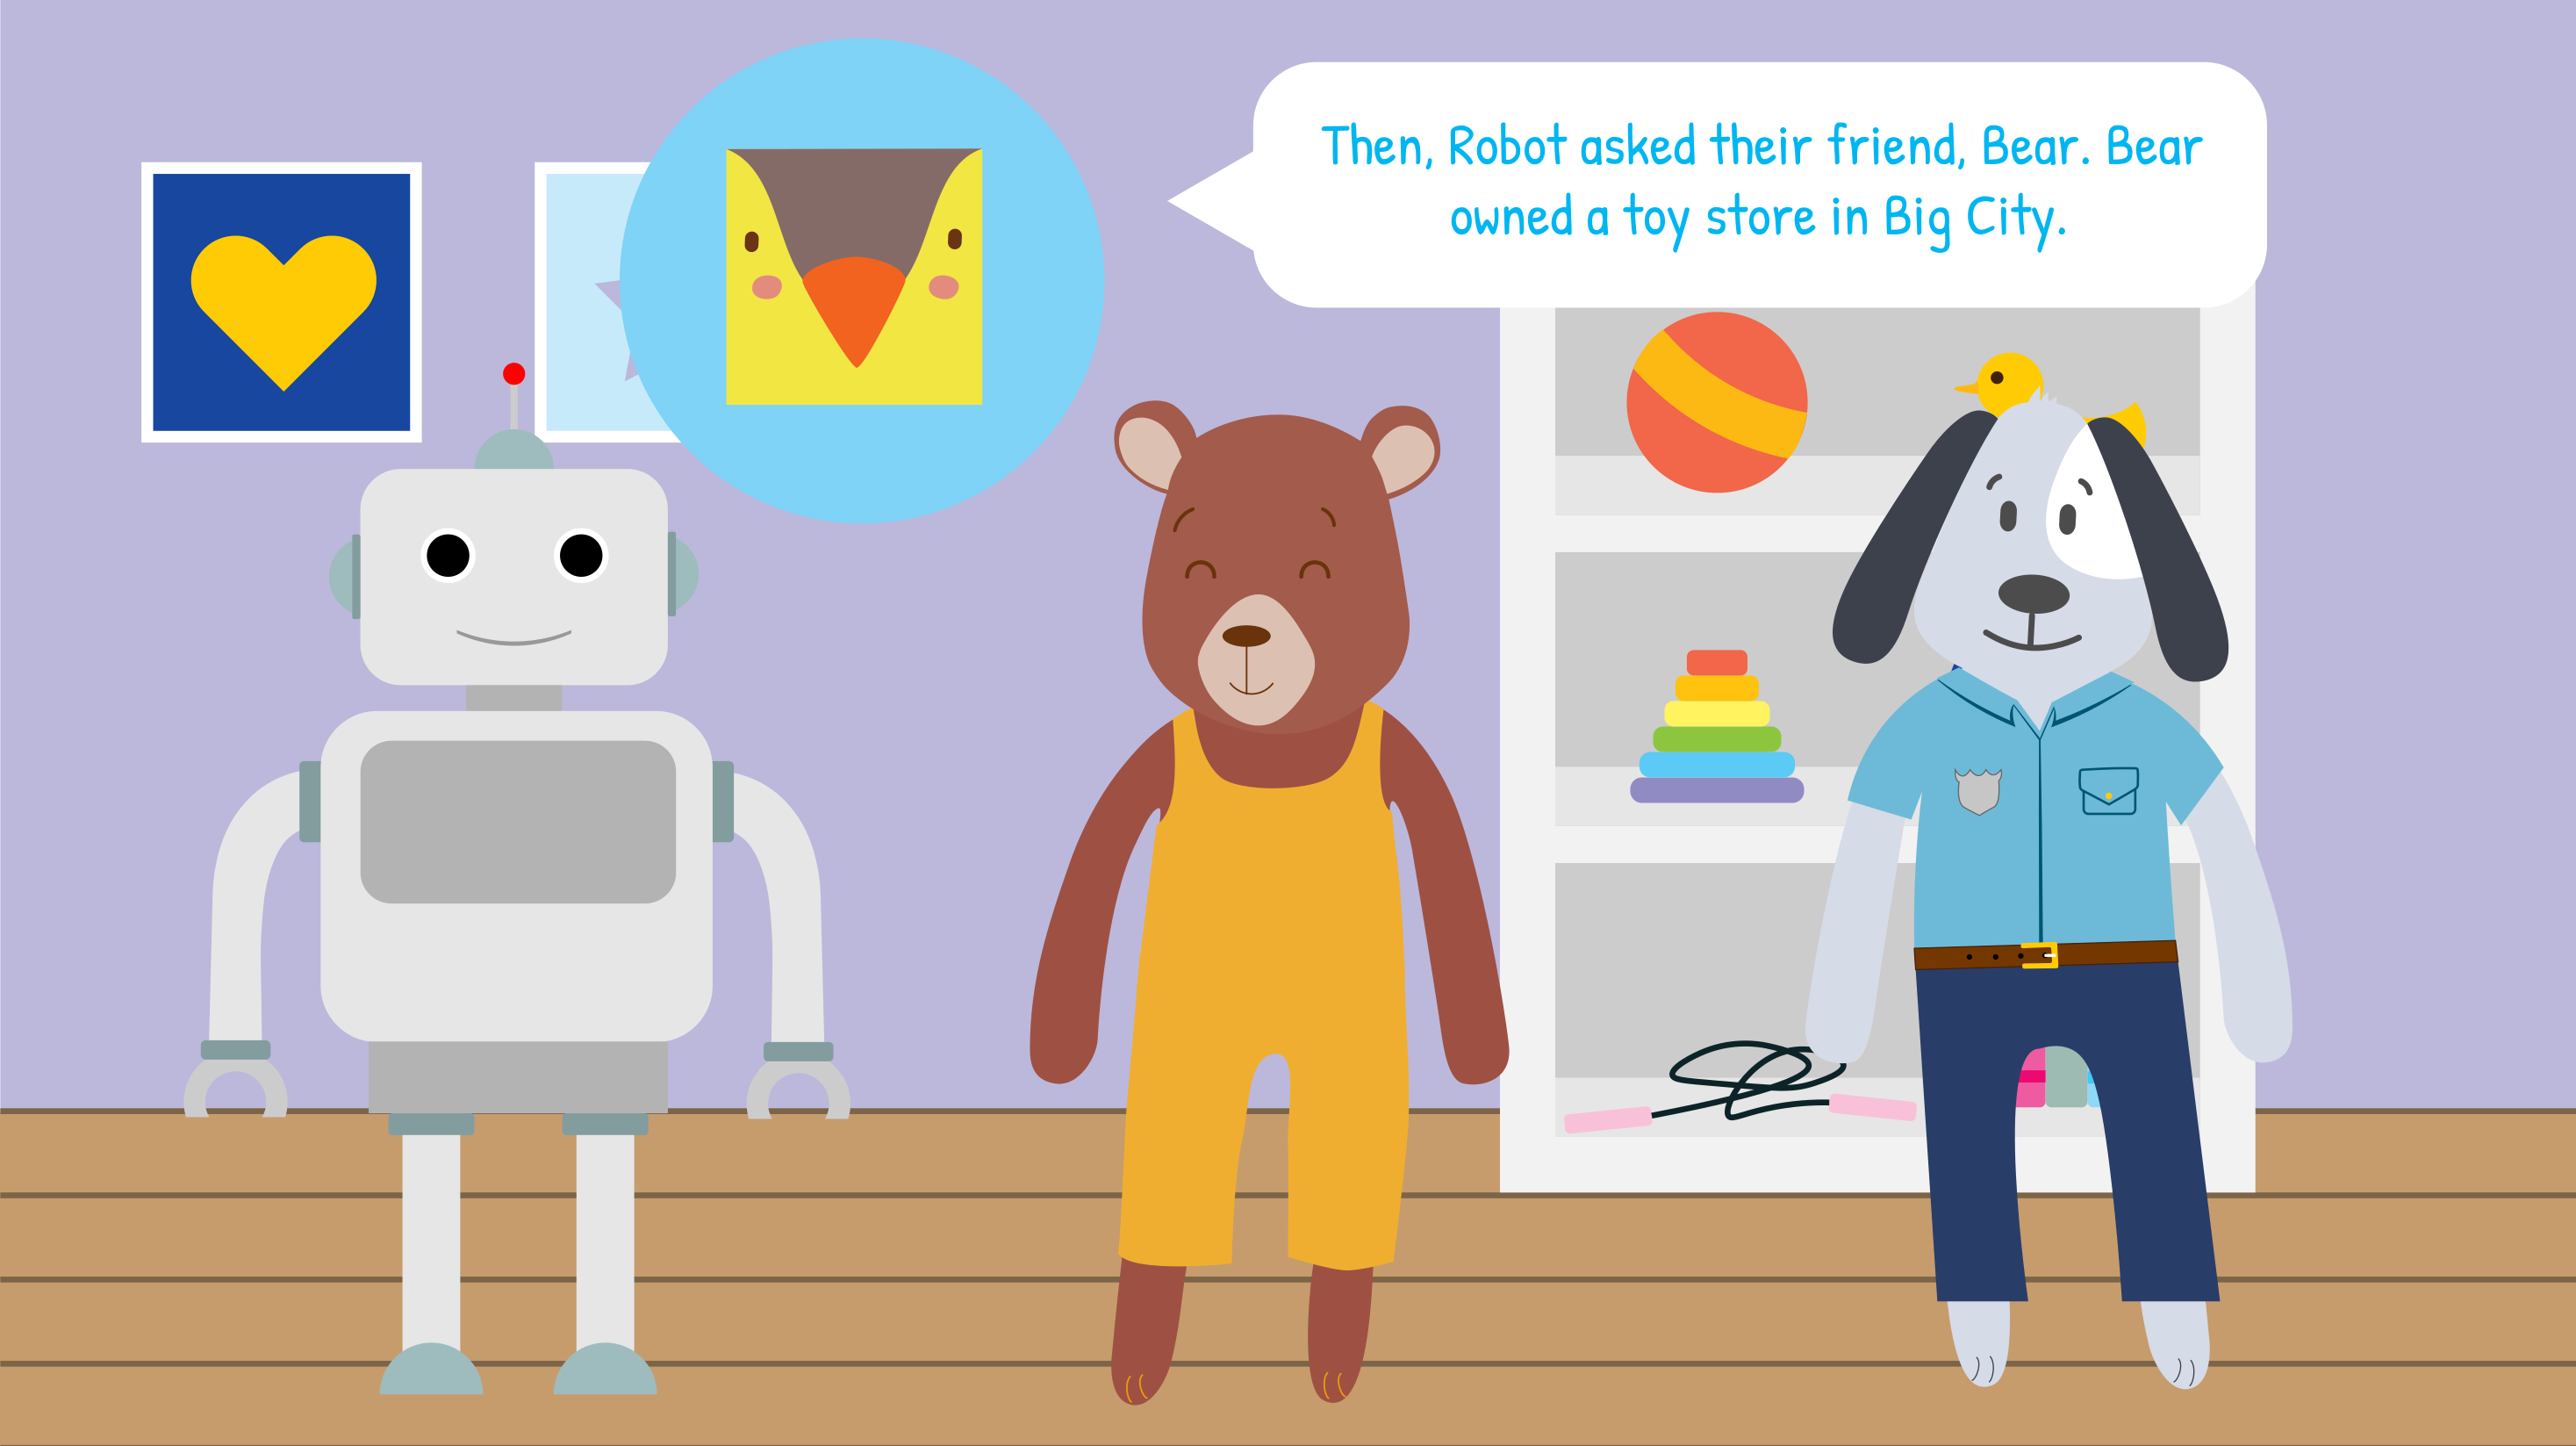 Then, Robot asked their friend, Bear. Bear
owned a toy store in Big City.